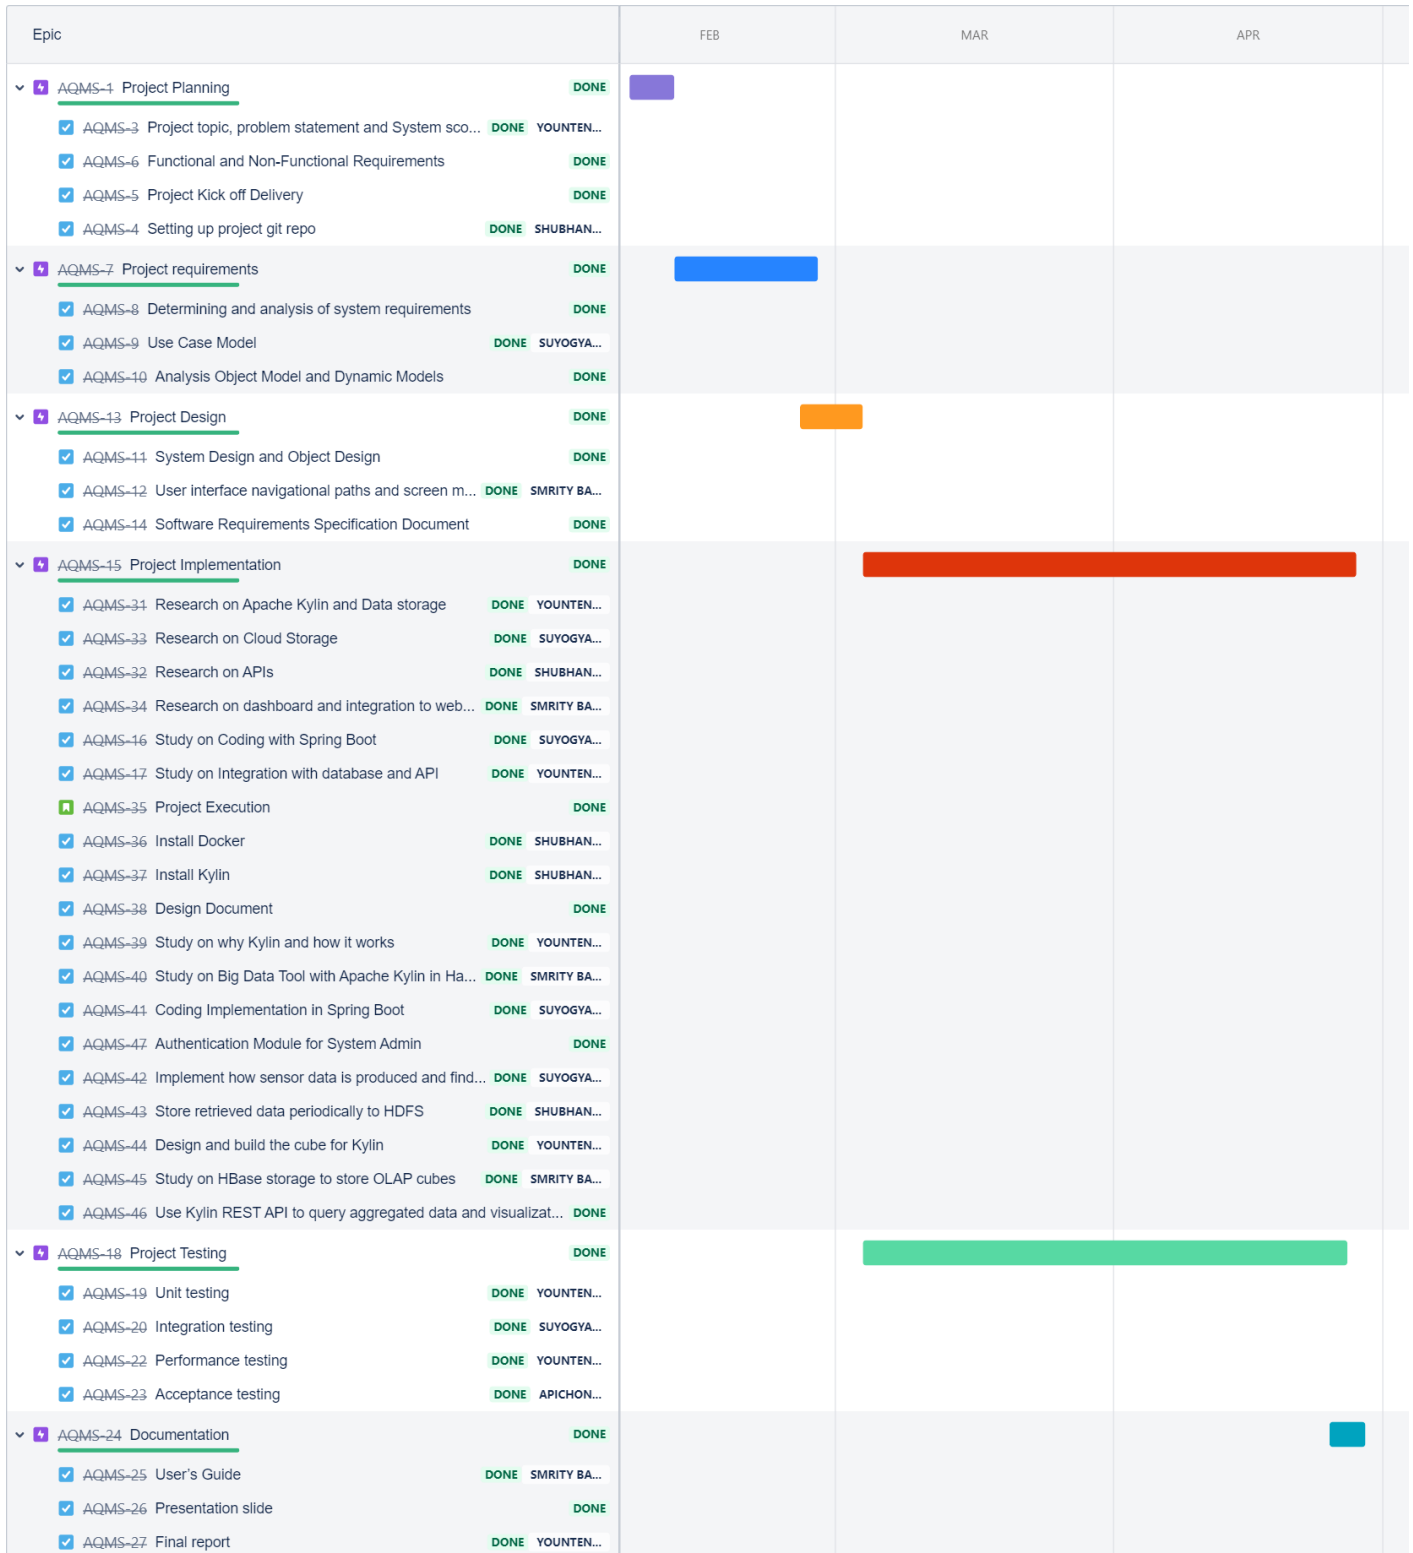 Epic FEB MAR APR
AQMS-1 Project Planning DONE
AQMS-3 Project topic, problem statement and System sco... DONE YOUNTEN...
AQMS-6 Functional and Non-Functional Requirements DONE
AQMS-5 Project Kick off Delivery DONE
AQMS-4 Setting up project git repo DONE SHUBHAN...
AQMS-7 Project requirements DONE
AQMS-8 Determining and analysis of system requirements DONE
AQMS-9 Use Case Model DONE SUYOGYA...
AQMS-10 Analysis Object Model and Dynamic Models DONE
AQMS-13 Project Design DONE
AQMS-11 System Design and Object Design DONE
AQMS-12 User interface navigational paths and screen m... DONE SMRITY BA...
AQMS-14 Software Requirements Specification Document DONE
AQMS-15 Project Implementation DONE
AQMS-31 Research on Apache Kylin and Data storage DONE YOUNTEN...
AQMS-33 Research on Cloud Storage DONE SUYOGYA...
AQMS-32 Research on APIs DONE SHUBHAN...
AQMS-34 Research on dashboard and integration to web... DONE SMRITY BA...
AQMS-16 Study on Coding with Spring Boot DONE SUYOGYA...
AQMS-17 Study on Integration with database and API DONE YOUNTEN...
AQMS-35 Project Execution DONE
AQMS-36 Install Docker DONE SHUBHAN...
AQMS-37 Install Kylin DONE SHUBHAN...
AQMS-38 Design Document DONE
AQMS-39 Study on why Kylin and how it works DONE YOUNTEN...
AQMS-40 Study on Big Data Tool with Apache Kylin in Ha... DONE SMRITY BA...
AQMS-41 Coding Implementation in Spring Boot DONE SUYOGYA...
AQMS-47 Authentication Module for System Admin DONE
AQMS-42 Implement how sensor data is produced and find... DONE SUYOGYA...
AQMS-43 Store retrieved data periodically to HDFS DONE SHUBHAN...
AQMS-44 Design and build the cube for Kylin DONE YOUNTEN...
AQMS-45 Study on HBase storage to store OLAP cubes DONE SMRITY BA...
AQMS-46 Use Kylin REST API to query aggregated data and visualizat... DONE
AQMS-18 Project Testing DONE
AQMS-19 Unit testing DONE YOUNTEN...
AQMS-20 Integration testing DONE SUYOGYA...
AQMS-22 Performance testing DONE YOUNTEN...
AQMS-23 Acceptance testing DONE APICHON...
AQMS-24 Documentation DONE
AQMS-25 User’s Guide DONE SMRITY BA...
AQMS-26 Presentation slide DONE
AQMS-27 Final report DONE YOUNTEN...